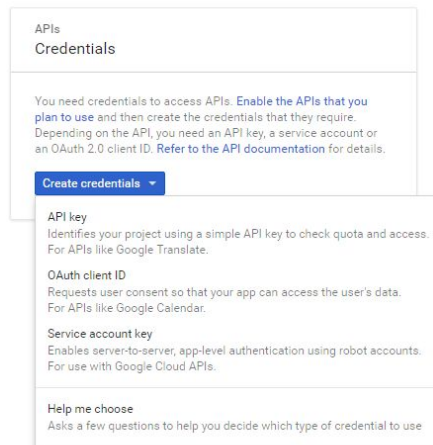 APIs
Credentials
You need credentials to access APIs. Enable the APIs that you
plan to use and then create the credentials that they require.
Depending on the API, you need an API key, a service account or
an OAuth 2.0 client ID. Refer to the API documentation for details.
Create credentials
API key
Identifies your project using a simple API key to check quota and access.
For APIs like Google Translate.
OAuth client ID
Requests user consent so that your app can access the user's data.
For APIs like Google Calendar.
Service account key
Enables server-to-server, app-level authentication using robot accounts.
For use with Google Cloud APIs.
Help me choose
Asks a few questions to help you decide which type of credential to use